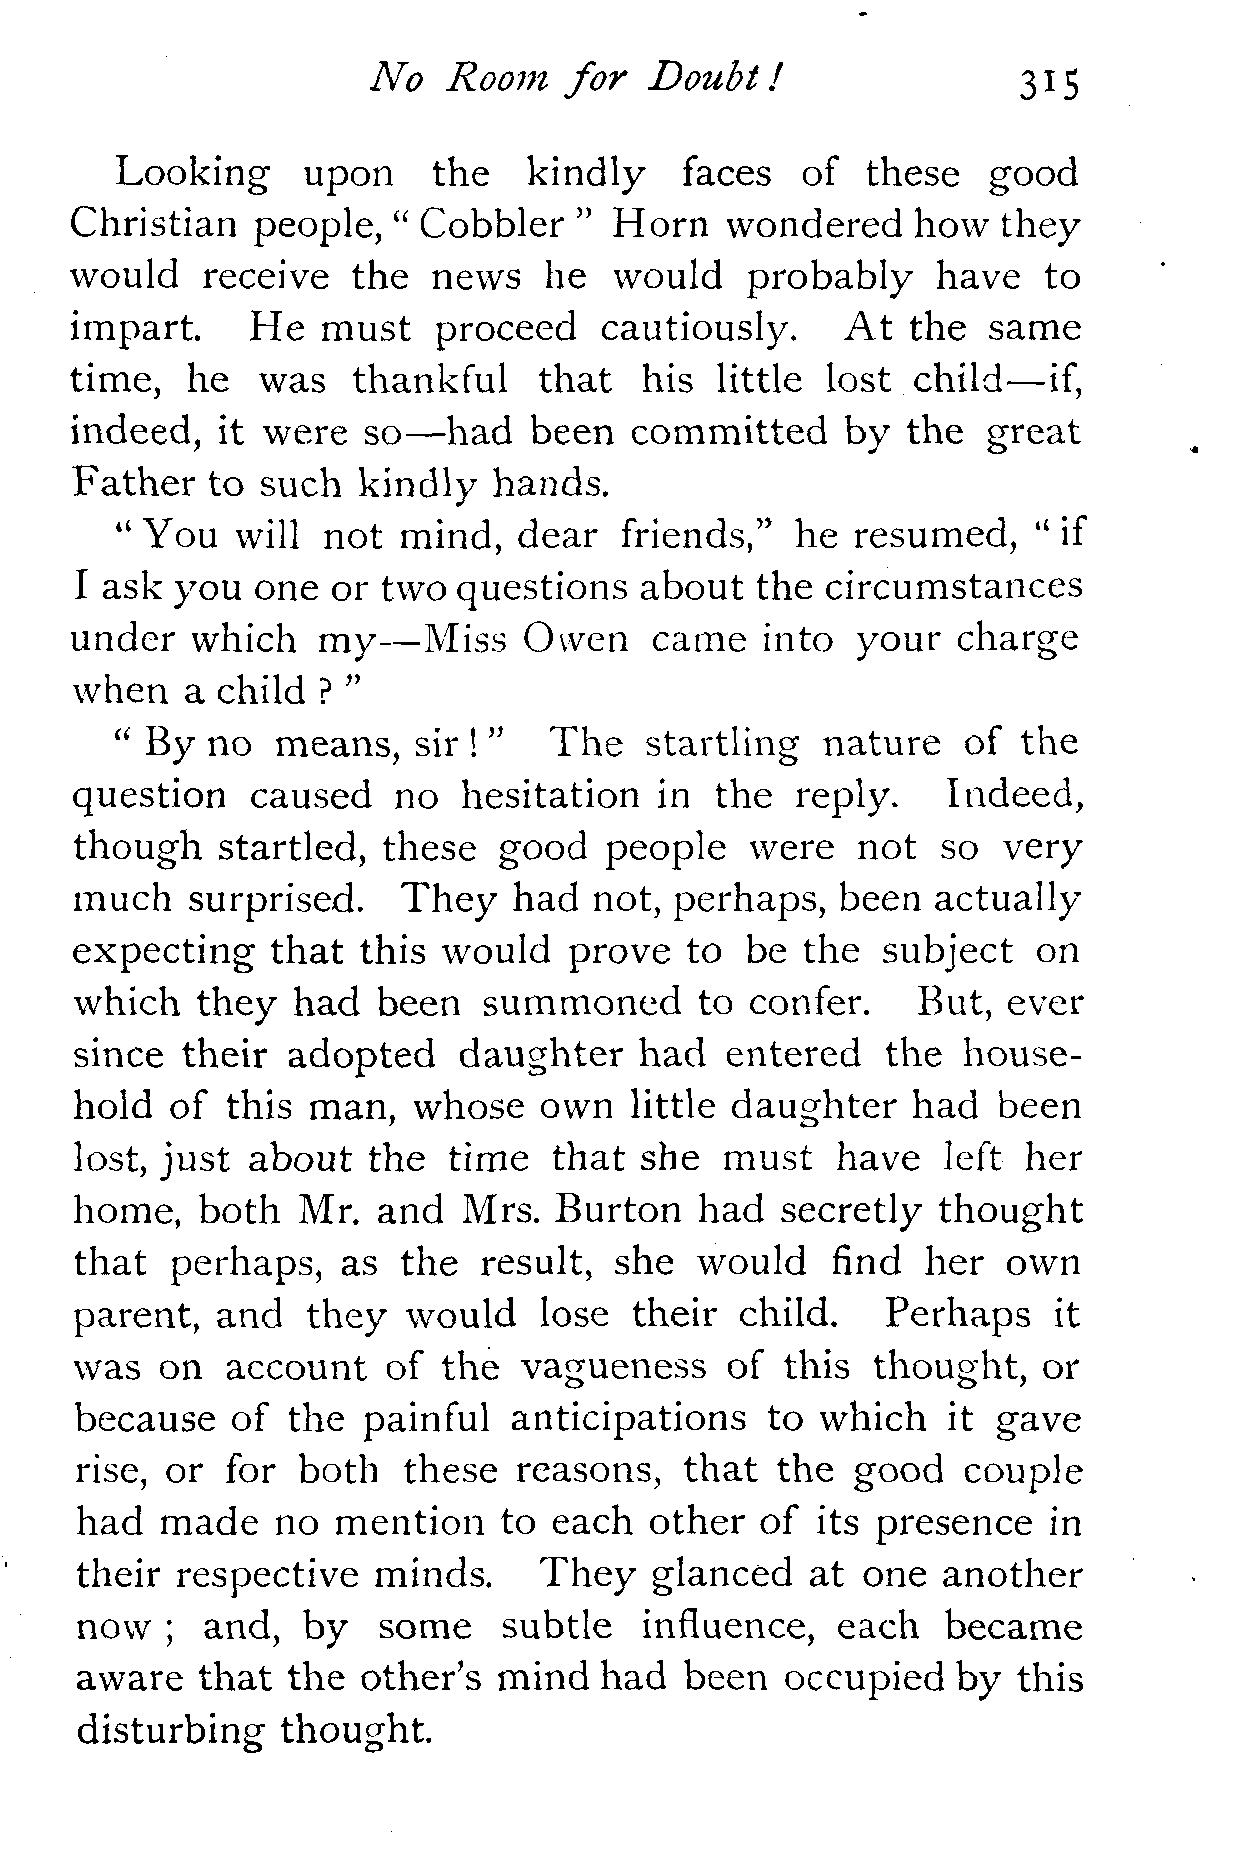 No Room for Doubt! 315
Looking upon the kindly faces of these good
Christian people, “Cobbler” Horn wondered how they
would receive the news he would probably have to
impart. He must proceed cautiously. At the same
time, he was thankful that his little lost child—if,
indeed, it were so—had been committed by the great
Father to such kindly hands.
“You will not mind, dear friends,” he resumed, “if
I ask you one or two questions about the circumstances
under which my—Miss Owen came into your charge
when a child?”
“By no means, sir!” The startling nature of the
question caused no hesitation in the reply. Indeed,
though startled, these good people were not so very
much surprised. They had not, perhaps, been actually
expecting that this would prove to be the subject on
which they had been summoned to confer. But, ever
since their adopted daughter had entered the house-
hold of this man, whose own little daughter had been
lost, just about the time that she must have left her
home, both Mr. and Mrs. Burton had secretly thought
that perhaps, as the result, she would find her own
parent, and they would lose their child. Perhaps it
was on account of the vagueness of this thought, or
because of the painful anticipations to which it gave
rise, or for both these reasons, that the good couple
had made no mention to each other of its presence in
their respective minds. They glanced at one another
now; and, by some subtle influence, each became
aware that the other’s mind had been occupied by this
disturbing thought.